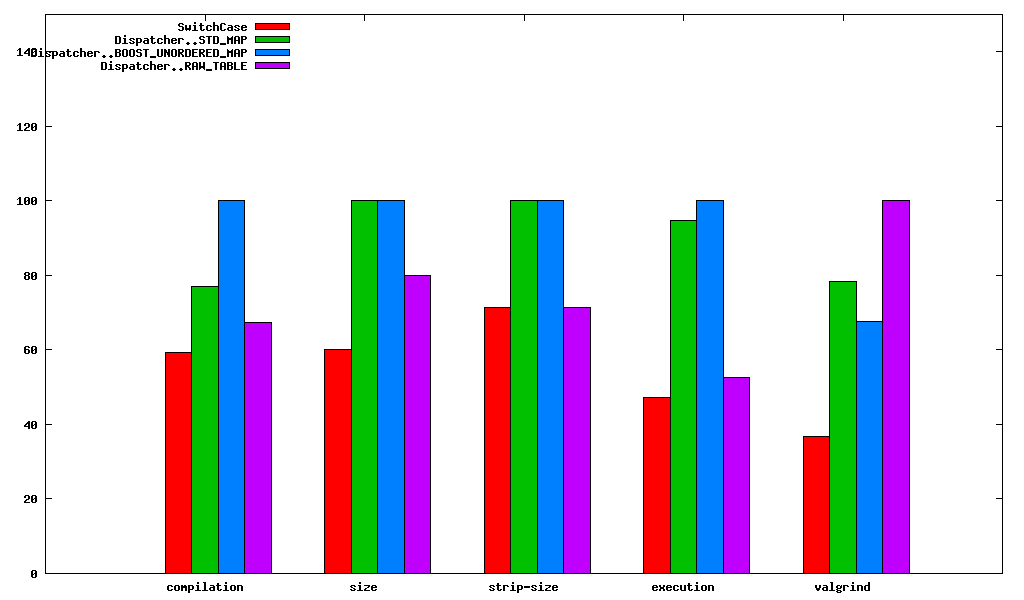 SwitchCase
Dispatcher..STD_MAP
Dispatcher..BOOST_UNORDERED_MAP
Dispatcher..RAW_TABLE
140
120
100
80
60
40
20
0
compilation size strip-size execution valgrind